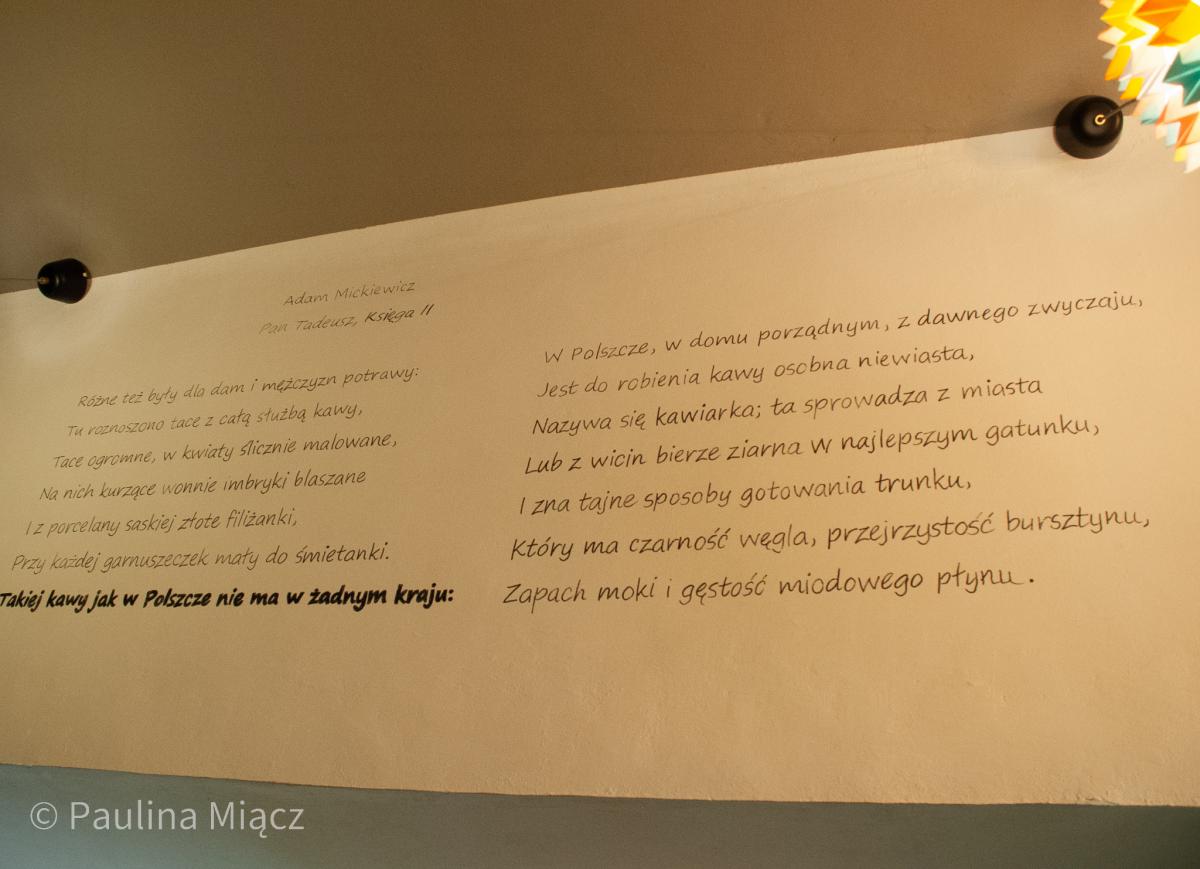 Adam Mickiewicz
Pan Tadeusz, Księga II
Różne też były dla dam i mężczyzn potrawy:
Tu roznoszono tace z całą służbą kawy,
Tace ogromne, w kwiaty ślicznie malowane,
Na nich kurzące wonnie imbryki blaszane
I z porcelany saskiej złote filiżanki,
Przy każdej garnuszeczek mały do śmietanki.
Takiej kawy jak w Polszcze nie ma w żadnym kraju:
W Polszcze, w domu porządnym, z dawnego zwyczaju,
Jest do robienia kawy osobna niewiasta,
Nazywa się kawiarka; ta sprowadza z miasta
Lub z wicin bierze ziarna w najlepszym gatunku,
I zna tajne sposoby gotowania trunku,
Który ma czarność węgla, przejrzystość bursztynu,
Zapach moki i gęstość miodowego płynu.
© Paulina Miącz